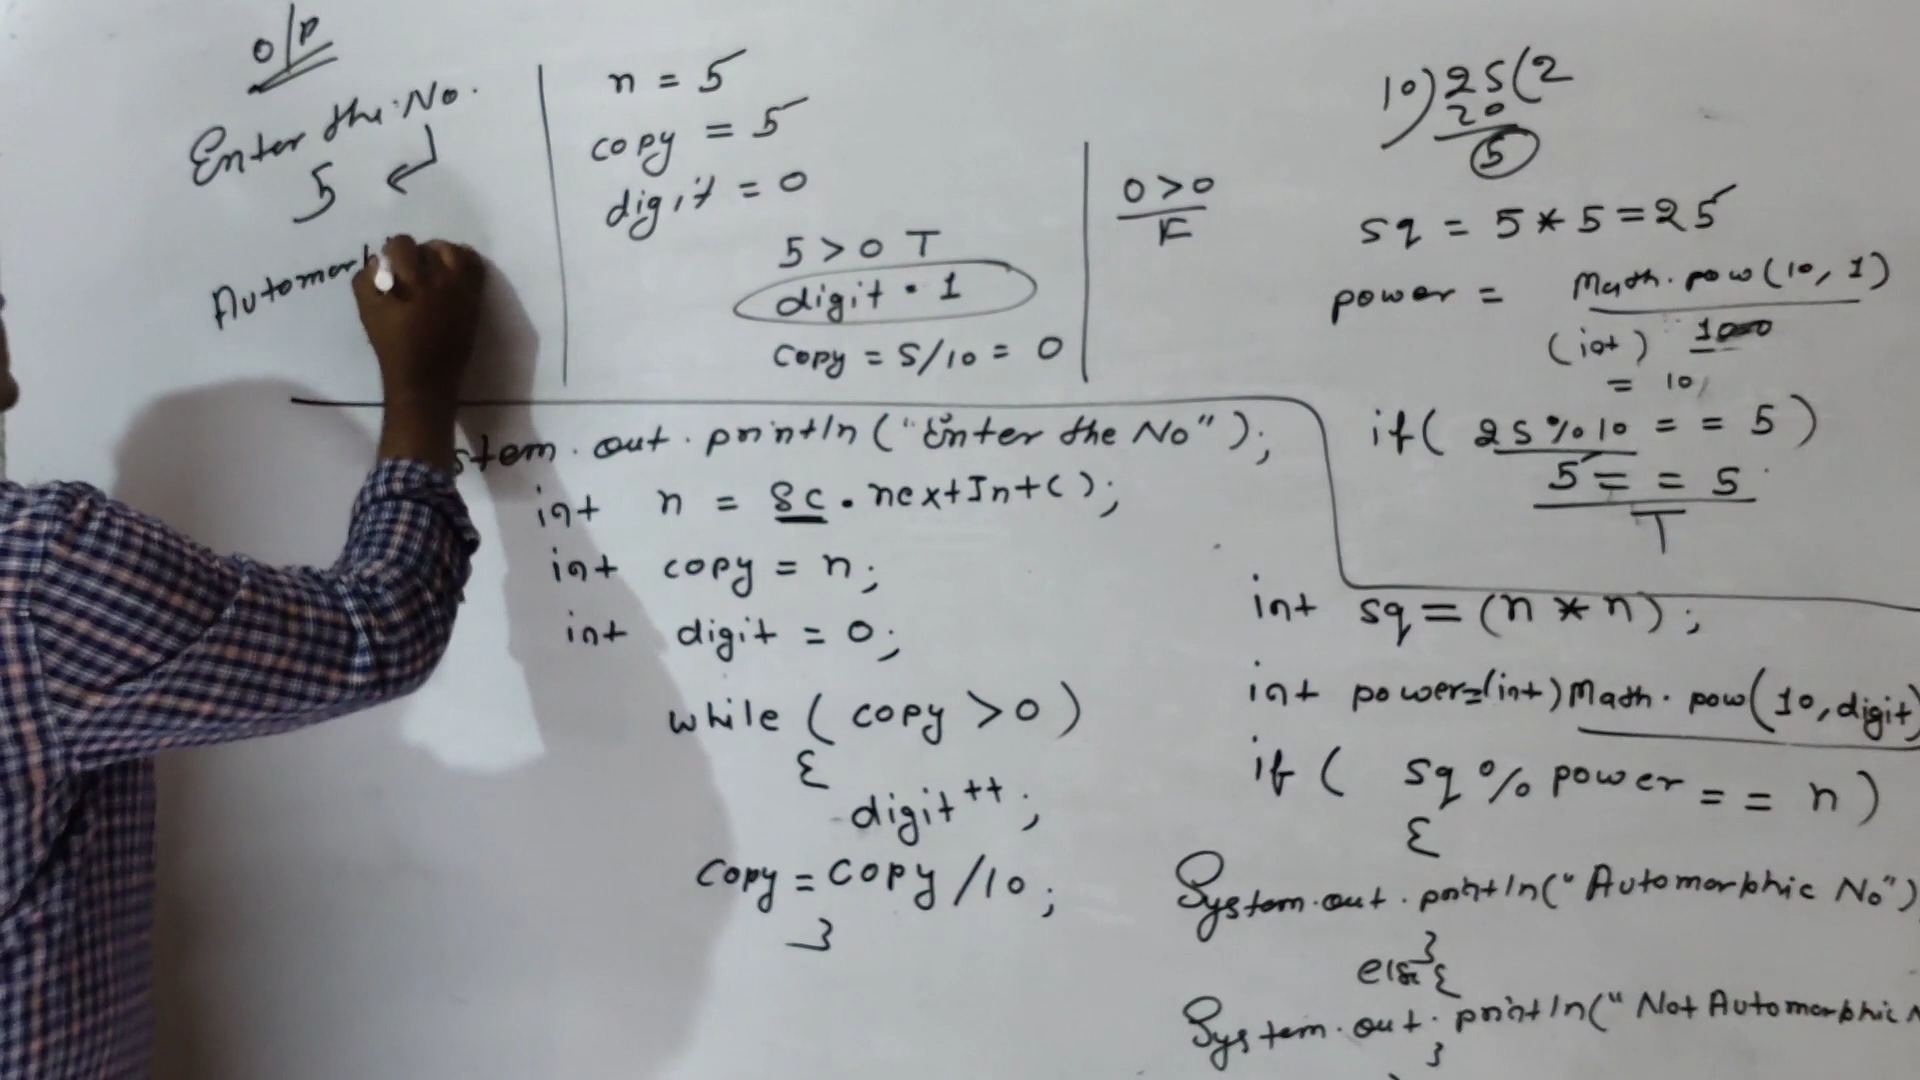 O/P
Enter the No.
5
Automorph
n = 5
copy = 5
digit = 0
5 > 0 T
digit = 1
copy = 5/10 = 0
0 > 0
F
10)25(2
20
5
sq = 5 * 5 = 25
power = Math.pow(10, 1)
(int) 10
= 10
if( 25%10 = = 5 )
5 = = 5
T
stem.out.println("Enter the No");
int n = sc.nextInt();
int copy = n;
int digit = 0;
while ( copy > 0 )
{
digit++;
copy = copy /10;
}
int sq = (n * n);
int power=(int)Math.pow(10,digit)
if ( sq % power = = n )
{
System.out.println("Automorphic No")
}
else{
System.out.println("Not Automorphic N
}